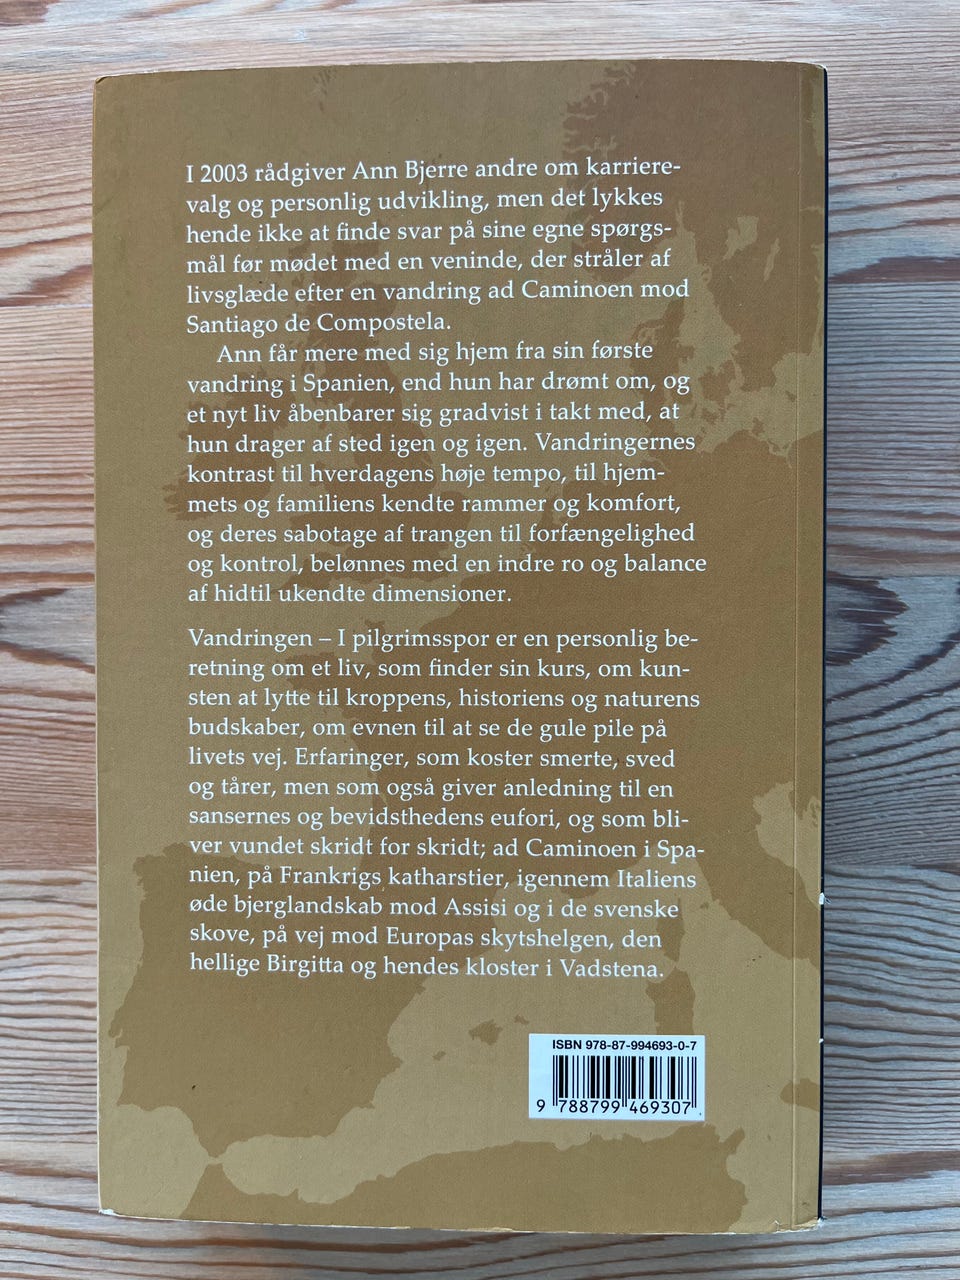 I 2003 rådgiver Ann Bjerre andre om karriere-
valg og personlig udvikling, men det lykkes
hende ikke at finde svar på sine egne spørgs-
mål før mødet med en veninde, der stråler af
livsglæde efter en vandring ad Caminoen mod
Santiago de Compostela.
Ann får mere med sig hjem fra sin første
vandring i Spanien, end hun har drømt om, og
et nyt liv åbenbarer sig gradvist i takt med, at
hun drager af sted igen og igen. Vandringernes
kontrast til hverdagens høje tempo, til hjem-
mets og familiens kendte rammer og komfort,
og deres sabotage af trangen til forfængelighed
og kontrol, belønnes med en indre ro og balance
af hidtil ukendte dimensioner.
Vandringen – I pilgrimsspor er en personlig be-
retning om et liv, som finder sin kurs, om kun-
sten at lytte til kroppens, historiens og naturens
budskaber, om evnen til at se de gule pile på
livets vej. Erfaringer, som koster smerte, sved
og tårer, men som også giver anledning til en
sansernes og bevidsthedens eufori, og som bli-
ver vundet skridt for skridt; ad Caminoen i Spa-
nien, på Frankrigs katharstier, igennem Italiens
øde bjerglandskab mod Assisi og i de svenske
skove, på vej mod Europas skytshelgen, den
hellige Birgitta og hendes kloster i Vadstena.
ISBN 978-87-994693-0-7
9 788799 469307